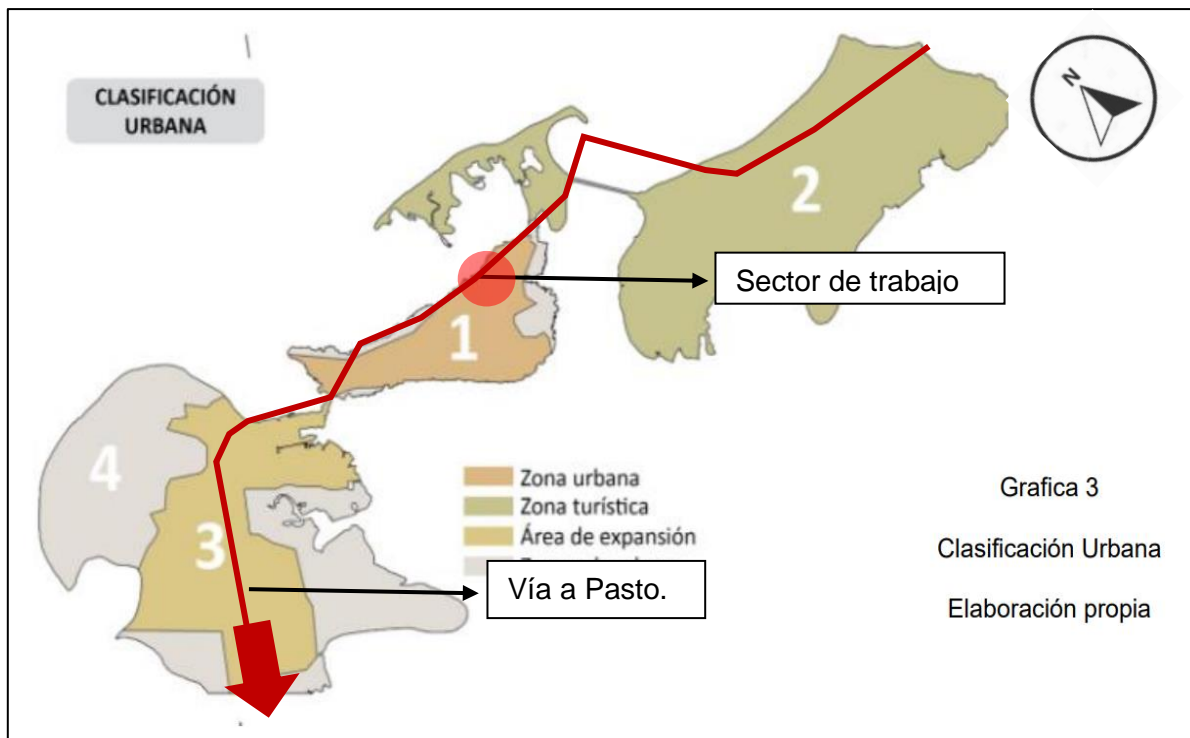 CLASIFICACIÓN
URBANA
N
2
Sector de trabajo
1
4
3
Zona urbana
Zona turística
Área de expansión
Vía a Pasto.
Grafica 3
Clasificación Urbana
Elaboración propia